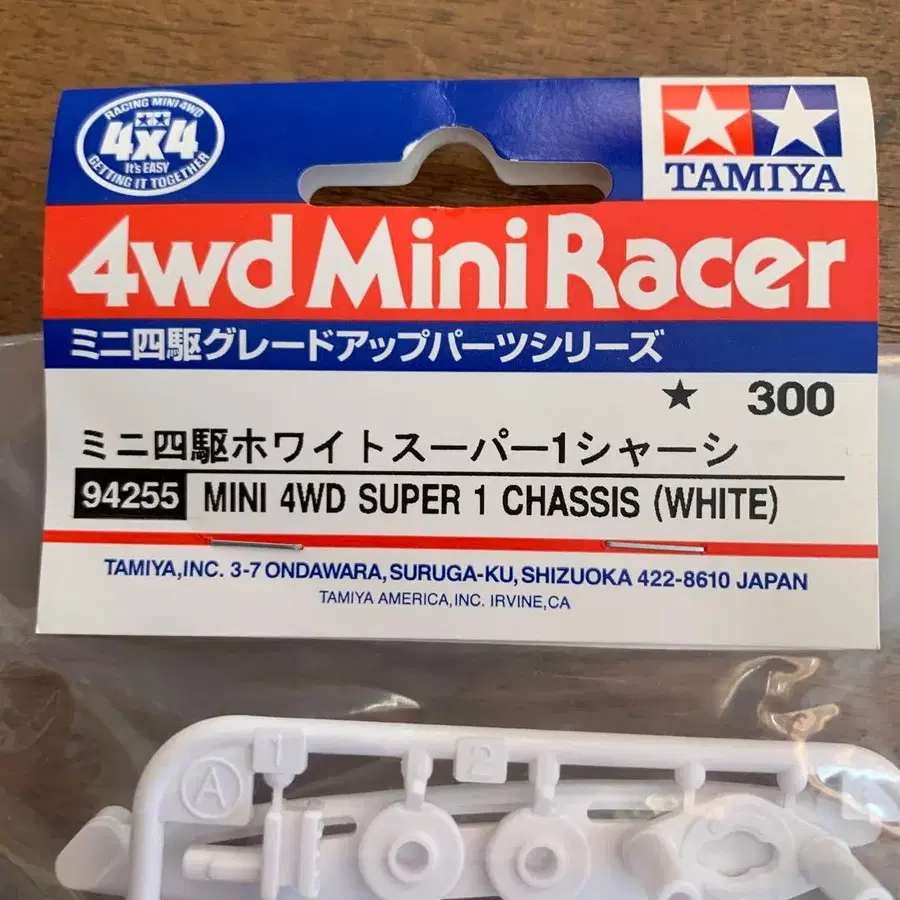 RACING MINI 4WD
4x4
It's EASY
GETTING IT TOGETHER
TAMIYA
4wd Mini Racer
ミニ四駆グレードアップパーツシリーズ
★ 300
ミニ四駆ホワイトスーパー1シャーシ
94255 MINI 4WD SUPER 1 CHASSIS (WHITE)
TAMIYA,INC. 3-7 ONDAWARA, SURUGA-KU, SHIZUOKA 422-8610 JAPAN
TAMIYA AMERICA,INC. IRVINE,CA
A 1 2